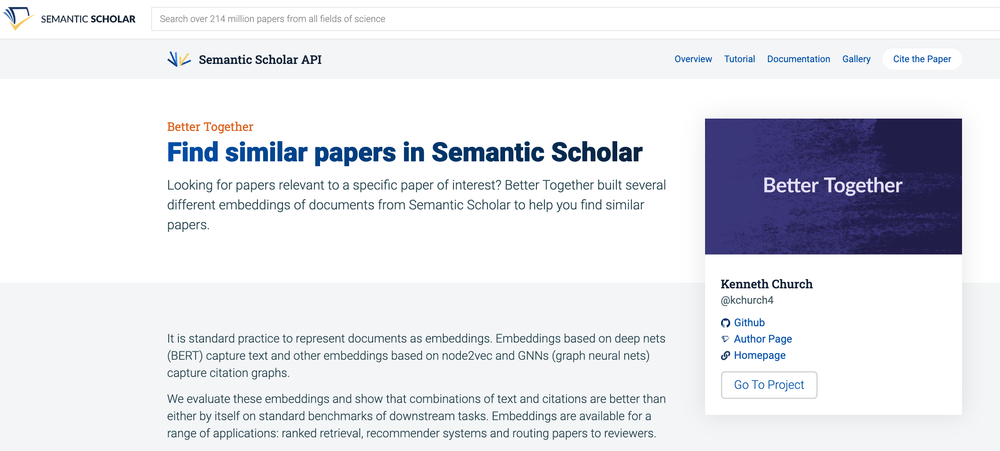 SEMANTIC SCHOLAR
Search over 214 million papers from all fields of science
Semantic Scholar API
Overview
Tutorial
Documentation
Gallery
Cite the Paper
Better Together
Find similar papers in Semantic Scholar
Looking for papers relevant to a specific paper of interest? Better Together built several
different embeddings of documents from Semantic Scholar to help you find similar
papers.
Better Together
Kenneth Church
@kchurch4
Github
Author Page
Homepage
Go To Project
It is standard practice to represent documents as embeddings. Embeddings based on deep nets
(BERT) capture text and other embeddings based on node2vec and GNNs (graph neural nets)
capture citation graphs.
We evaluate these embeddings and show that combinations of text and citations are better than
either by itself on standard benchmarks of downstream tasks. Embeddings are available for a
range of applications: ranked retrieval, recommender systems and routing papers to reviewers.